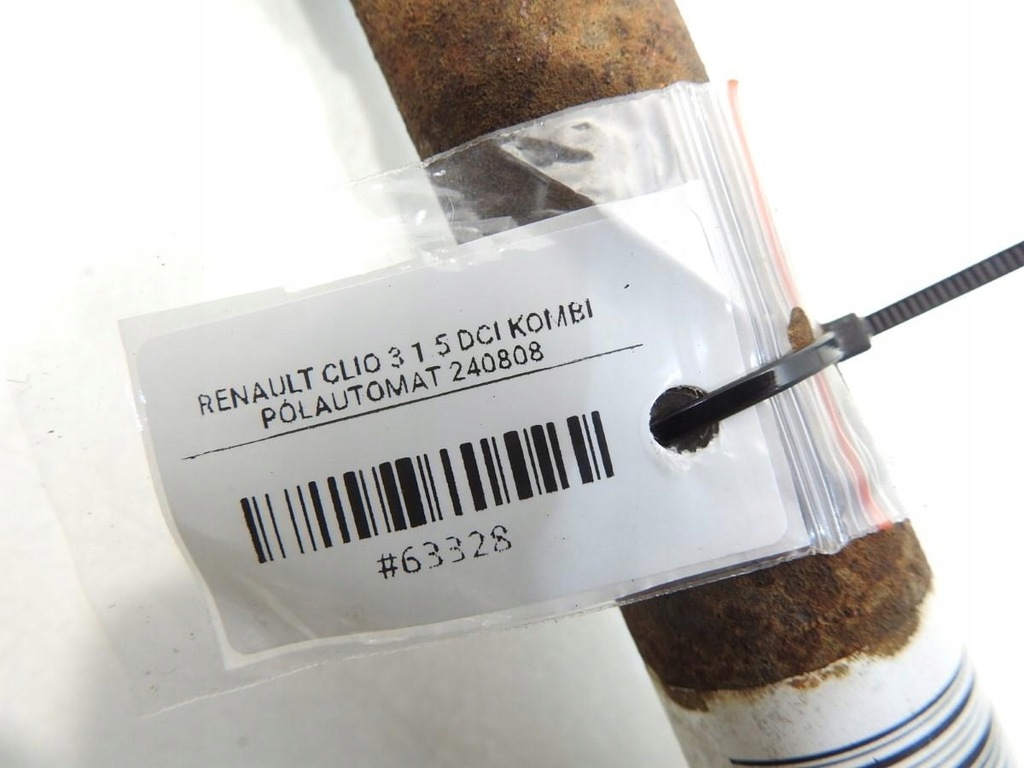 RENAULT CLIO 3 1.5 DCI KOMBI
PÓŁAUTOMAT 240808
#63328